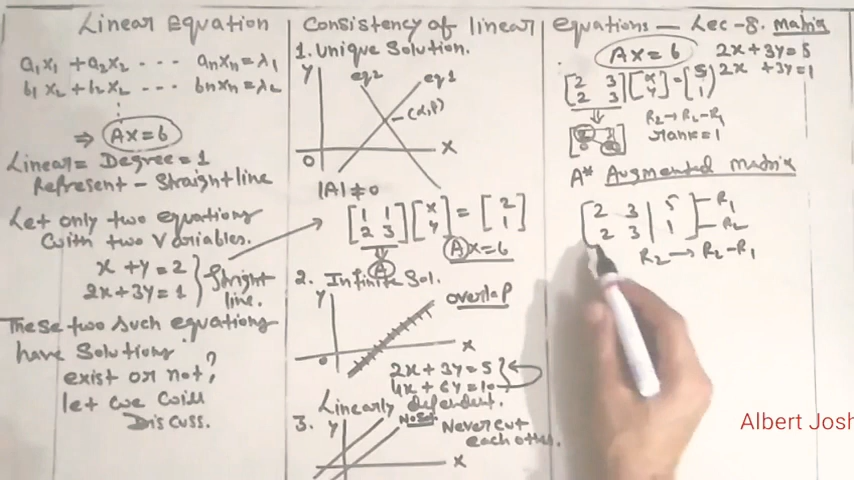 Linear Equation
a₁x₁ + a₂x₂ --- aₙxₙ = λ₁
b₁x₂ + b₂x₂ --- bₙxₙ = λ₂
⇒ Ax=b
Linear = Degree = 1
Represent - Straight line
Let only two equations
with two Variables.
x + y = 2
2x + 3y = 1
Stright
line.
These two such equations
have Solutions
exist or not?
let we will
Discuss.
Consistency of linear equations — Lec-8. Matrix
1. Unique Solution.
Y
eq2
eq1
(α,β)
O
X
|A| ≠ 0
[1 1 2 3] [x y] = [2 1]
A
Ax=b
2. Infinite Sol.
Y
overlap
X
O
2x + 3y = 5
4x + 6y = 10
Linearly dependent.
3.
No Sol
Y
Never cut
each other.
X
Ax=b
2x + 3y = 5
2x + 3y = 1
[2 3 2 3] [x y] = [5 1]
R₂→R₂-R₁
rank = 1
A* Augmented Matrix
[2 3 | 5 —R₁
2 3 | 1] —R₂
R₂ → R₂-R₁
Albert Josh